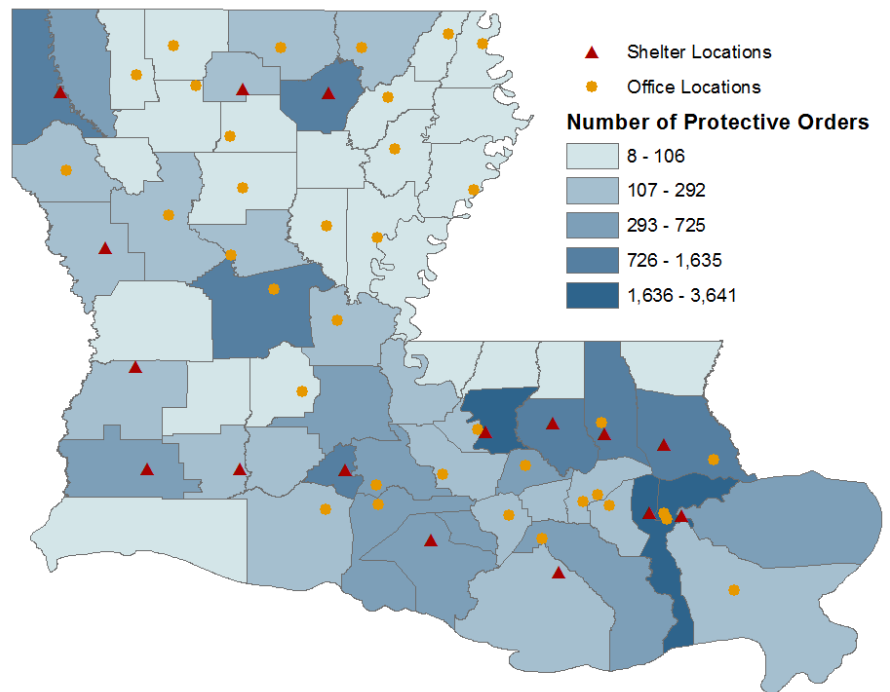 Shelter Locations
Office Locations
Number of Protective Orders
8 - 106
107 - 292
293 - 725
726 - 1,635
1,636 - 3,641